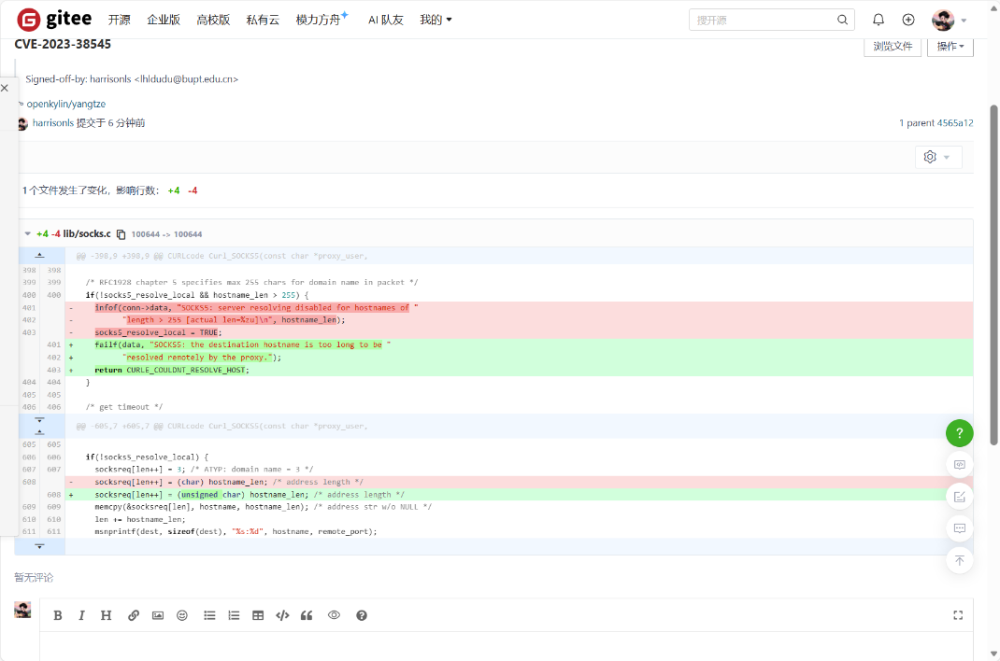 gitee 开源 企业版 高校版 私有云 模力方舟 AI 队友 我的 搜开源
CVE-2023-38545 浏览文件 操作
Signed-off-by: harrisonls <lhldudu@bupt.edu.cn>
openkylin/yangtze
harrisonls 提交于 6 分钟前 1 parent 4565a12
1 个文件发生了变化，影响行数： +4 -4
+4 -4 lib/socks.c 100644 -> 100644
@@ -398,9 +398,9 @@ CURLcode Curl_SOCKS5(const char *proxy_user,
398 398
399 399 /* RFC1928 chapter 5 specifies max 255 chars for domain name in packet */
400 400 if(!socks5_resolve_local && hostname_len > 255) {
401 - infof(conn->data, "SOCKS5: server resolving disabled for hostnames of "
402 - "length > 255 [actual len=%zu]\n", hostname_len);
403 - socks5_resolve_local = TRUE;
401 + failf(data, "SOCKS5: the destination hostname is too long to be "
402 + "resolved remotely by the proxy.");
403 + return CURLE_COULDNT_RESOLVE_HOST;
404 404 }
405 405
406 406 /* get timeout */
@@ -605,7 +605,7 @@ CURLcode Curl_SOCKS5(const char *proxy_user,
605 605
606 606 if(!socks5_resolve_local) {
607 607 socksreq[len++] = 3; /* ATYP: domain name = 3 */
608 - socksreq[len++] = (char) hostname_len; /* address length */
608 + socksreq[len++] = (unsigned char) hostname_len; /* address length */
609 609 memcpy(&socksreq[len], hostname, hostname_len); /* address str w/o NULL */
610 610 len += hostname_len;
611 611 msnprintf(dest, sizeof(dest), "%s:%d", hostname, remote_port);
暂无评论